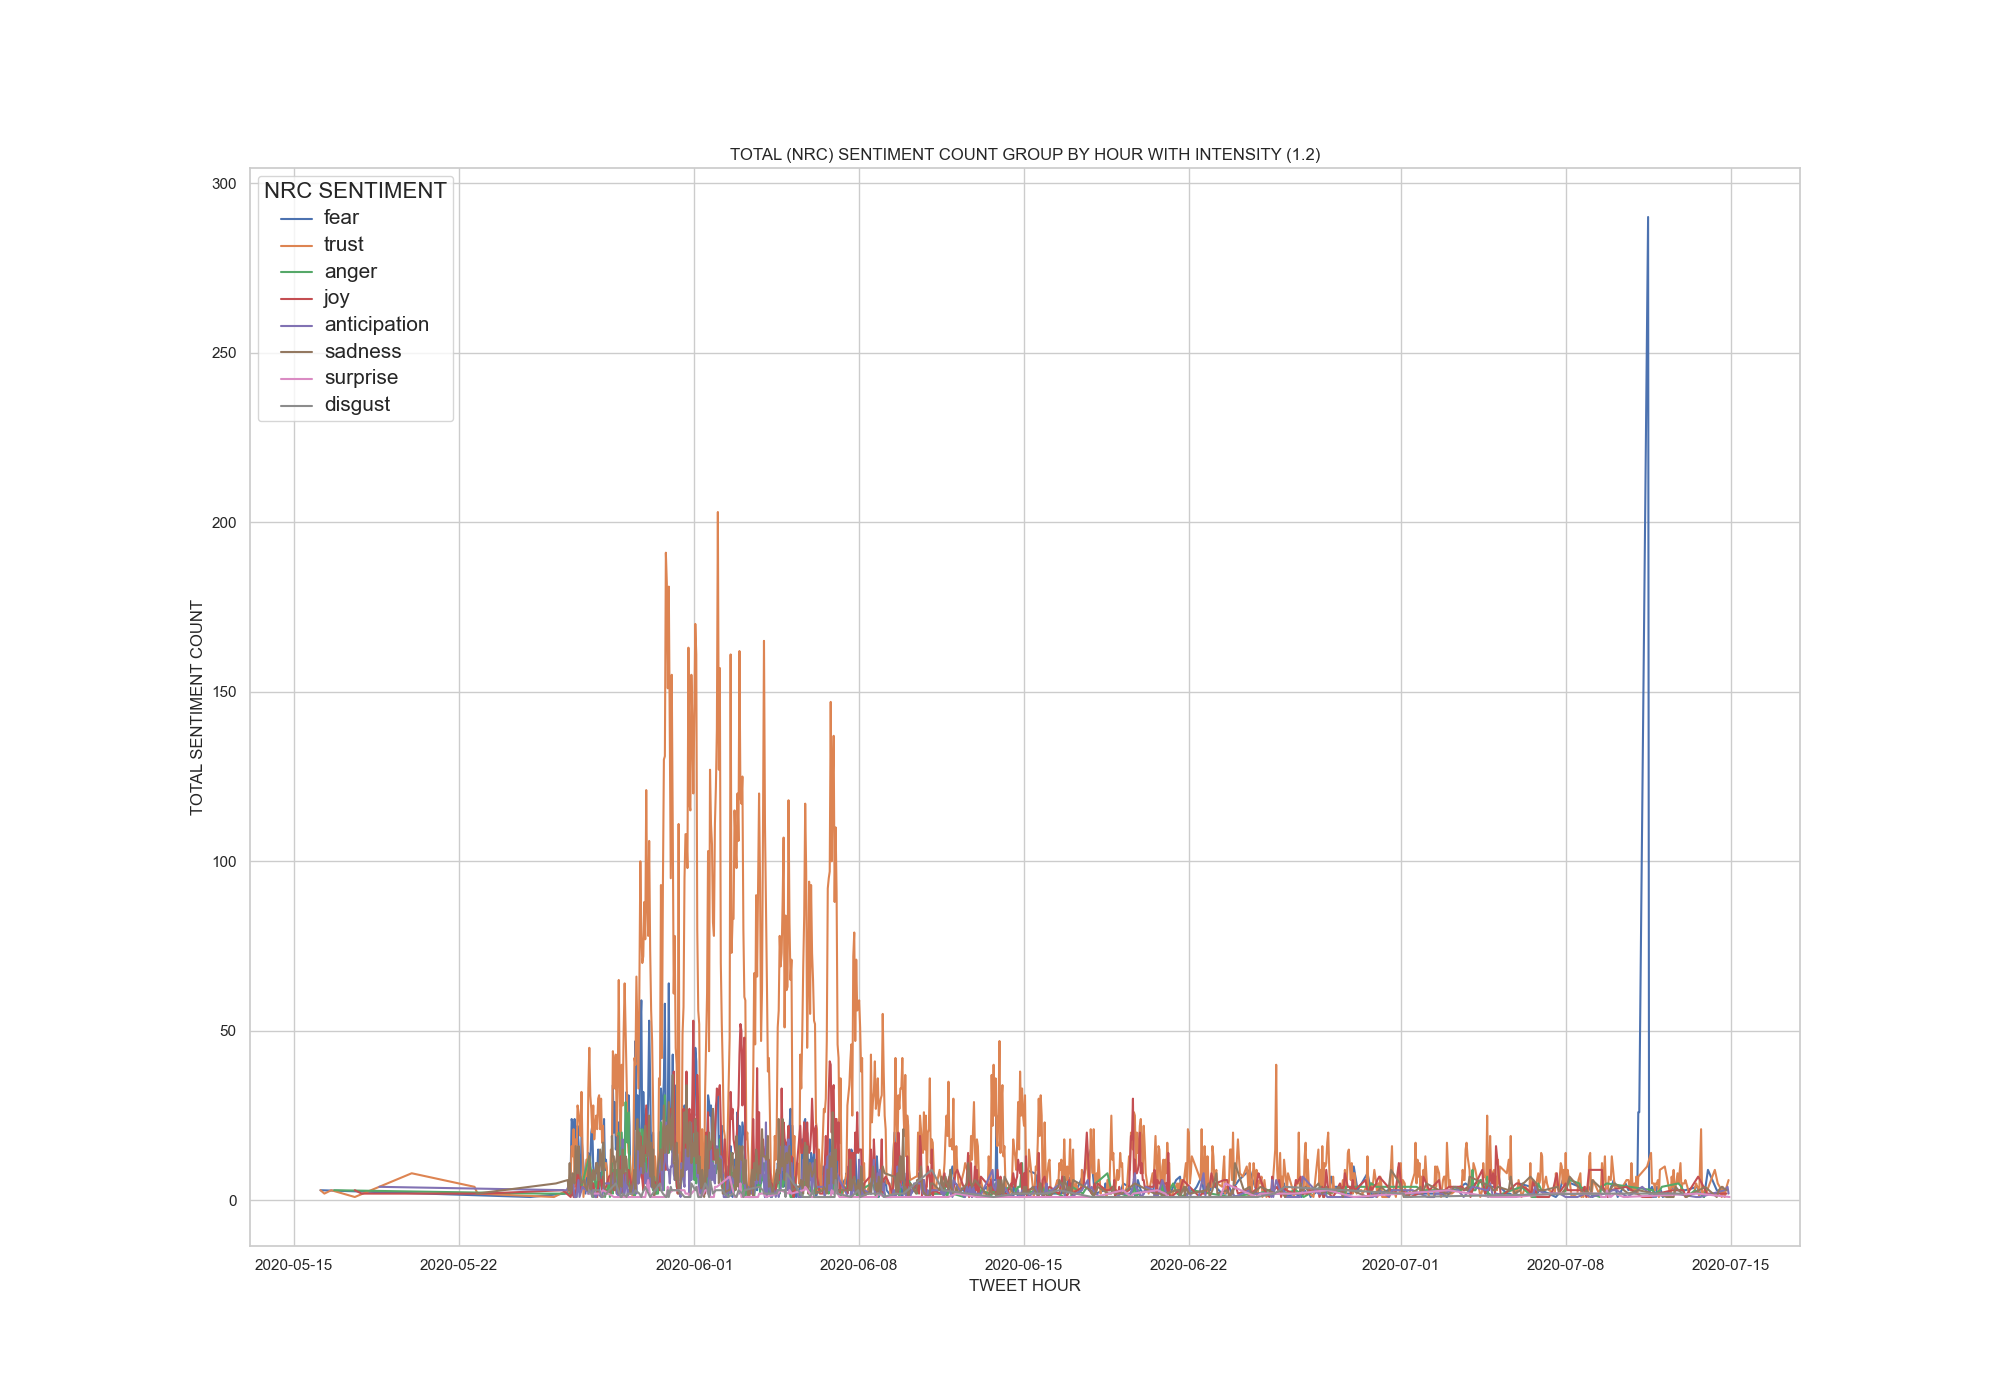 TOTAL (NRC) SENTIMENT COUNT GROUP BY HOUR WITH INTENSITY (1.2)
NRC SENTIMENT
fear
trust
anger
joy
anticipation
sadness
surprise
disgust
300
250
200
150
100
50
0
TOTAL SENTIMENT COUNT
2020-05-15 2020-05-22 2020-06-01 2020-06-08 2020-06-15 2020-06-22 2020-07-01 2020-07-08 2020-07-15
TWEET HOUR